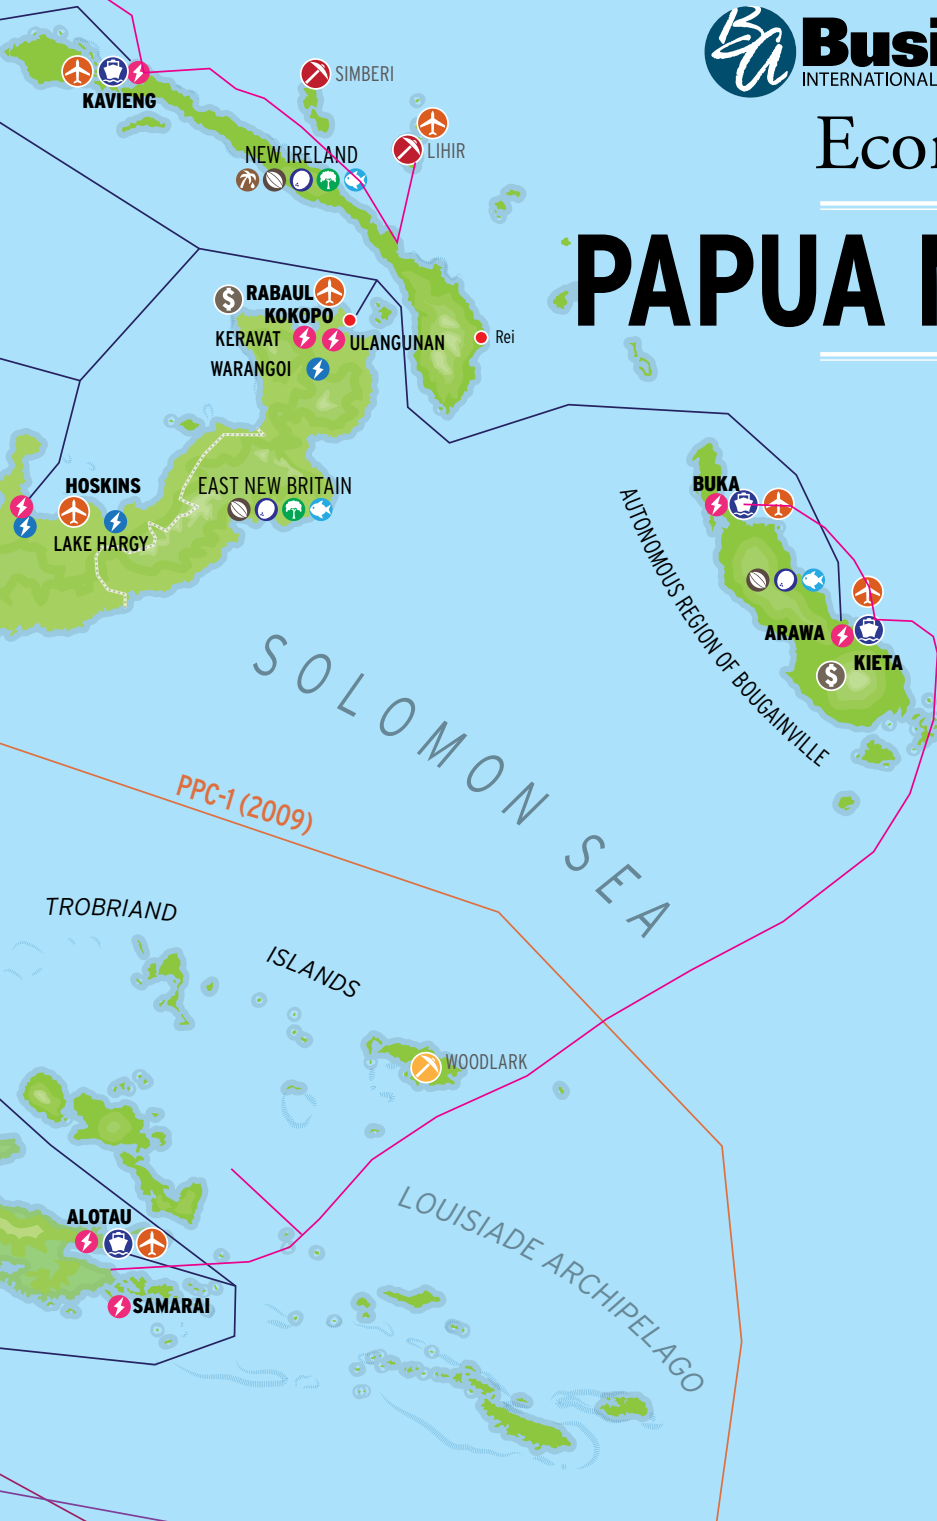 BA Busi
INTERNATIONAL
SIMBERI
Econ
KAVIENG
LIHIR
NEW IRELAND
PAPUA N
RABAUL
KOKOPO
KERAVAT
ULANGUNAN
Rei
WARANGOI
BUKA
HOSKINS
EAST NEW BRITAIN
LAKE HARGY
AUTONOMOUS REGION OF BOUGAINVILLE
ARAWA
KIETA
SOLOMON SEA
PPC-1 (2009)
TROBRIAND
ISLANDS
WOODLARK
LOUISIADE ARCHIPELAGO
ALOTAU
SAMARAI